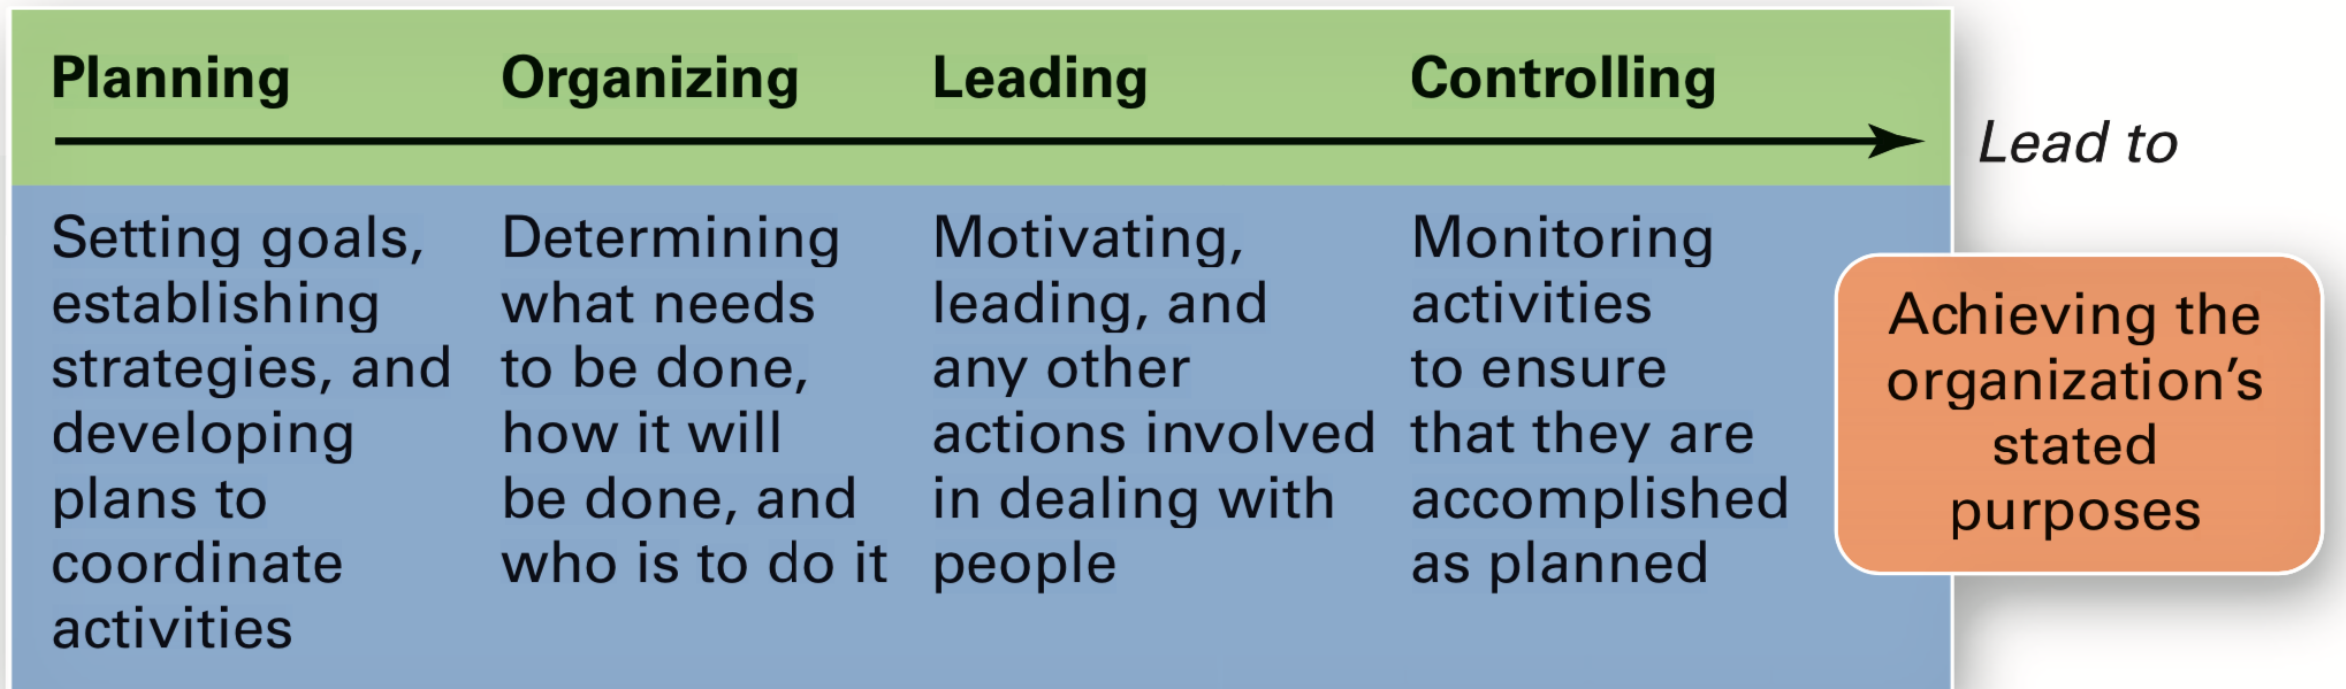 Planning
Organizing
Leading
Controlling
Lead to
Setting goals,
establishing
strategies, and
developing
plans to
coordinate
activities
Determining
what needs
to be done,
how it will
be done, and
who is to do it
Motivating,
leading, and
any other
actions involved
in dealing with
people
Monitoring
activities
to ensure
that they are
accomplished
as planned
Achieving the
organization’s
stated
purposes